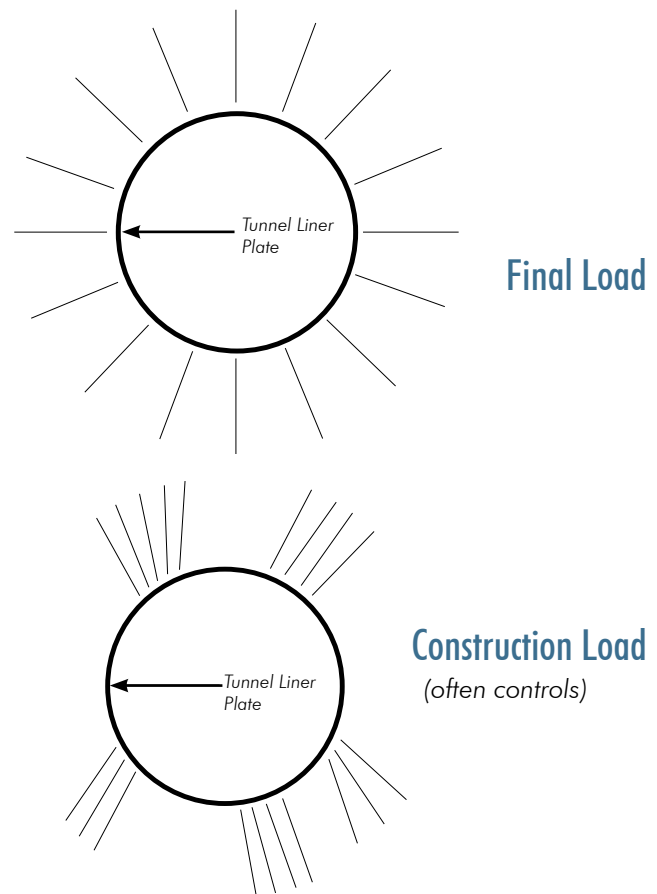 Tunnel Liner
Plate
Final Load
Tunnel Liner
Plate
Construction Load
(often controls)